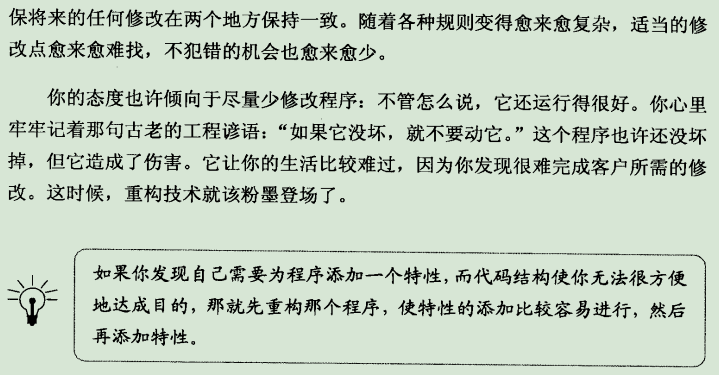 保将来的任何修改在两个地方保持一致。随着各种规则变得愈来愈复杂，适当的修
改点愈来愈难找，不犯错的机会也愈来愈少。
你的态度也许倾向于尽量少修改程序：不管怎么说，它还运行得很好。你心里
牢牢记着那句古老的工程谚语：“如果它没坏，就不要动它。”这个程序也许还没坏
掉，但它造成了伤害。它让你的生活比较难过，因为你发现很难完成客户所需的修
改。这时候，重构技术就该粉墨登场了。
如果你发现自己需要为程序添加一个特性，而代码结构使你无法很方便
地达成目的，那就先重构那个程序，使特性的添加比较容易进行，然后
再添加特性。